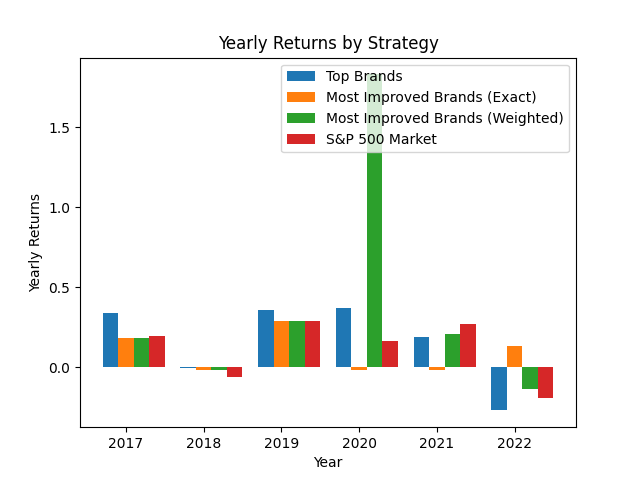 Yearly Returns by Strategy
Top Brands
Most Improved Brands (Exact)
Most Improved Brands (Weighted)
S&P 500 Market
Yearly Returns
1.5
1.0
0.5
0.0
2017 2018 2019 2020 2021 2022
Year